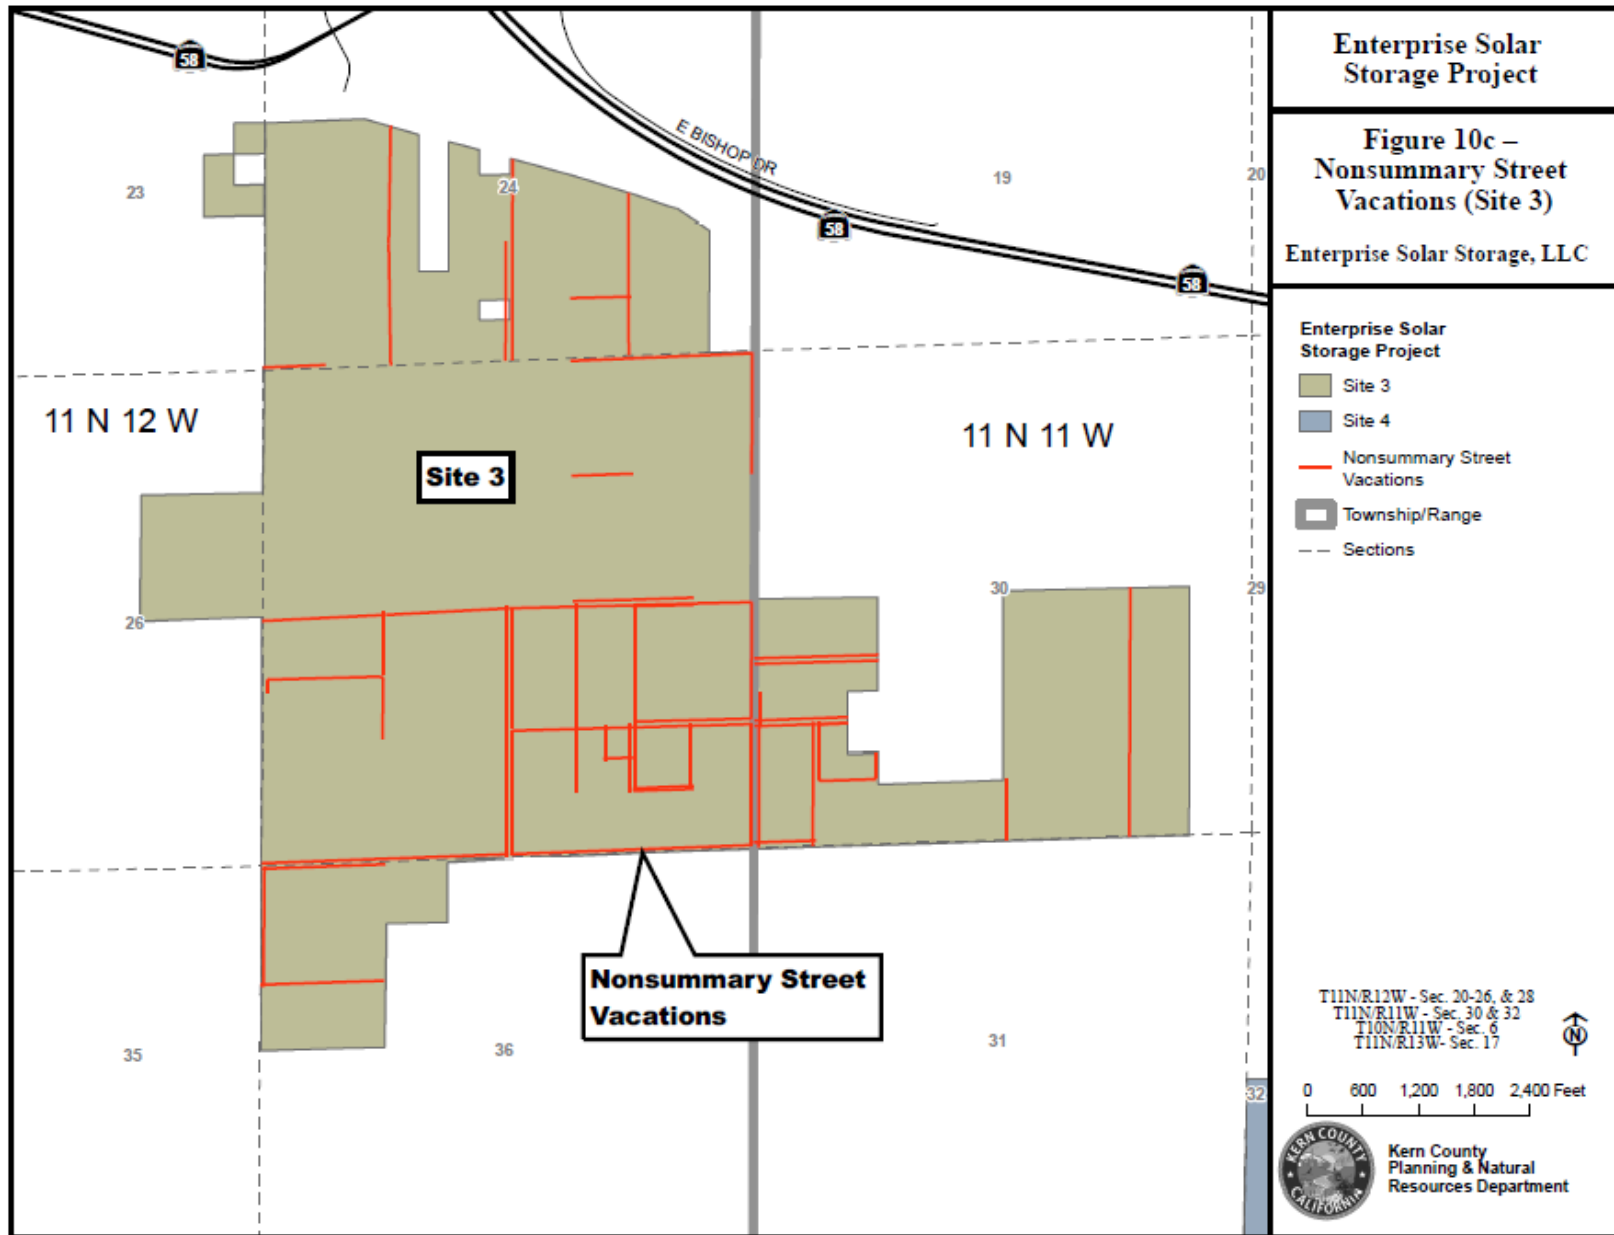 58
E BISHOP DR
23
24
19
20
58
58
11 N 12 W
11 N 11 W
Site 3
26
30
29
Nonsummary Street
Vacations
35
36
31
32
Enterprise Solar
Storage Project
Figure 10c –
Nonsummary Street
Vacations (Site 3)
Enterprise Solar Storage, LLC
Enterprise Solar
Storage Project
Site 3
Site 4
Nonsummary Street
Vacations
Township/Range
Sections
T11N/R12W - Sec. 20-26, & 28
T11N/R11W - Sec. 30 & 32
T10N/R11W - Sec. 6
T11N/R13W- Sec. 17
N
0 600 1,200 1,800 2,400 Feet
KERN COUNTY
CALIFORNIA
Kern County
Planning & Natural
Resources Department